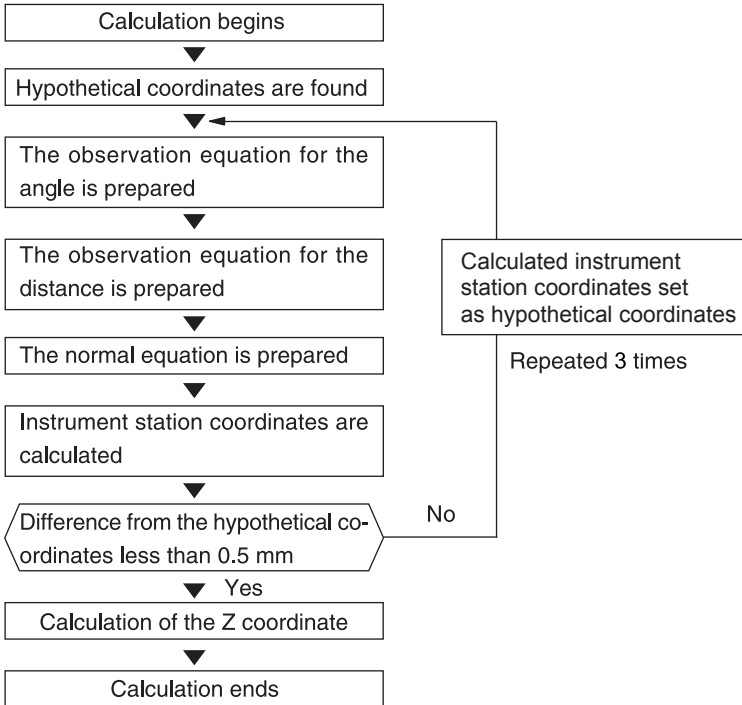 Calculation begins
Hypothetical coordinates are found
The observation equation for the
angle is prepared
The observation equation for the
distance is prepared
The normal equation is prepared
Instrument station coordinates are
calculated
Difference from the hypothetical co-
ordinates less than 0.5 mm
No
Calculated instrument
station coordinates set
as hypothetical coordinates
Repeated 3 times
Yes
Calculation of the Z coordinate
Calculation ends